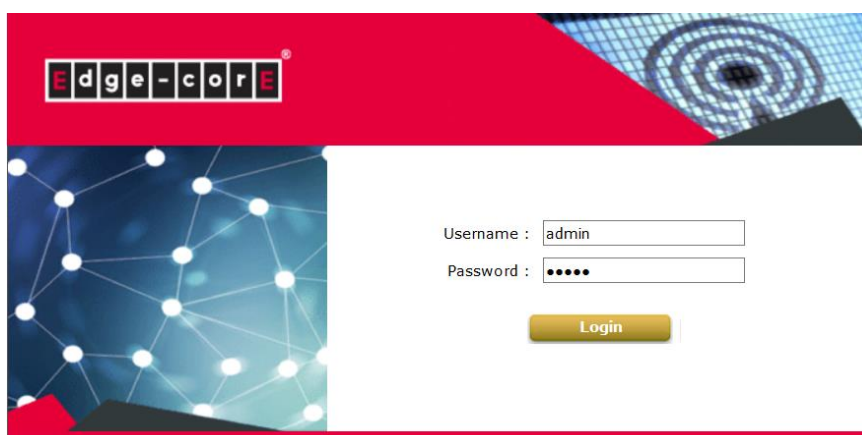 Edge-corE®
Username : admin
Password : •••••
Login